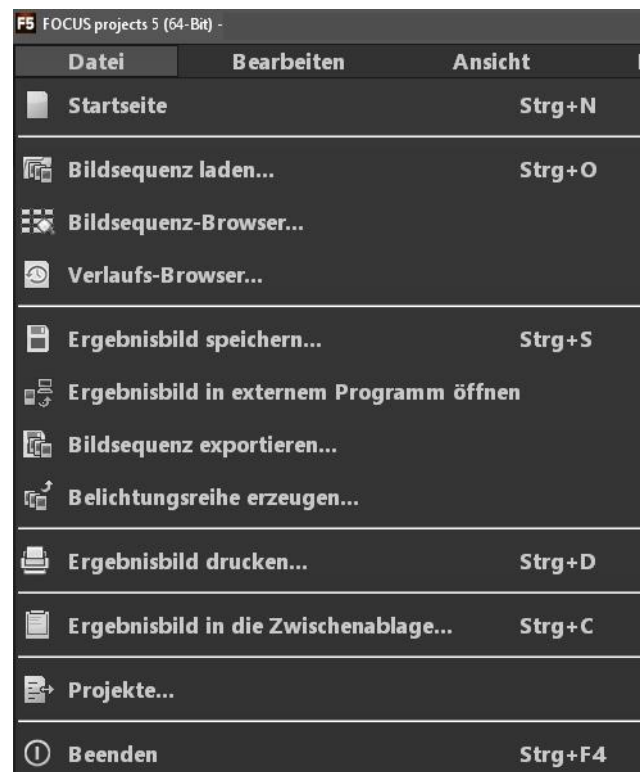 F5 FOCUS projects 5 (64-Bit) -
Datei Bearbeiten Ansicht
Startseite Strg+N
Bildsequenz laden... Strg+O
Bildsequenz-Browser...
Verlaufs-Browser...
Ergebnisbild speichern... Strg+S
Ergebnisbild in externem Programm öffnen
Bildsequenz exportieren...
Belichtungsreihe erzeugen...
Ergebnisbild drucken... Strg+D
Ergebnisbild in die Zwischenablage... Strg+C
Projekte...
Beenden Strg+F4